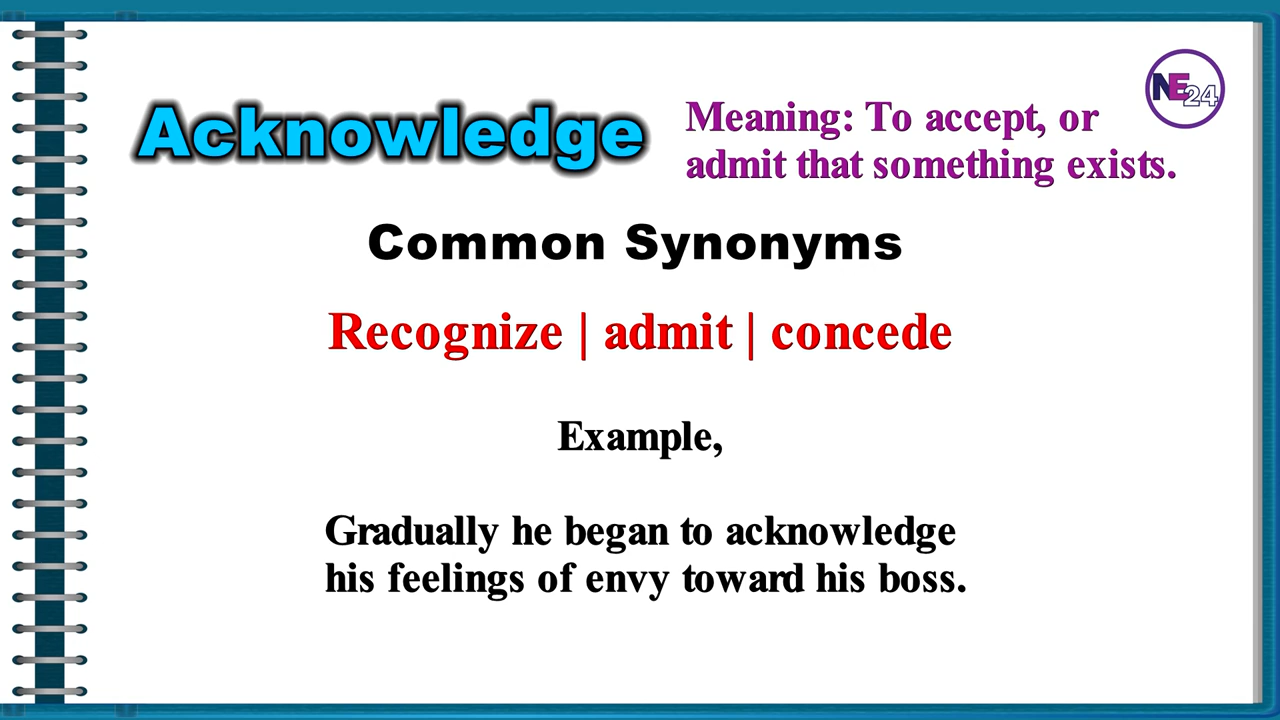 Acknowledge
Meaning: To accept, or
admit that something exists.
NE24
Common Synonyms
Recognize | admit | concede
Example,
Gradually he began to acknowledge
his feelings of envy toward his boss.